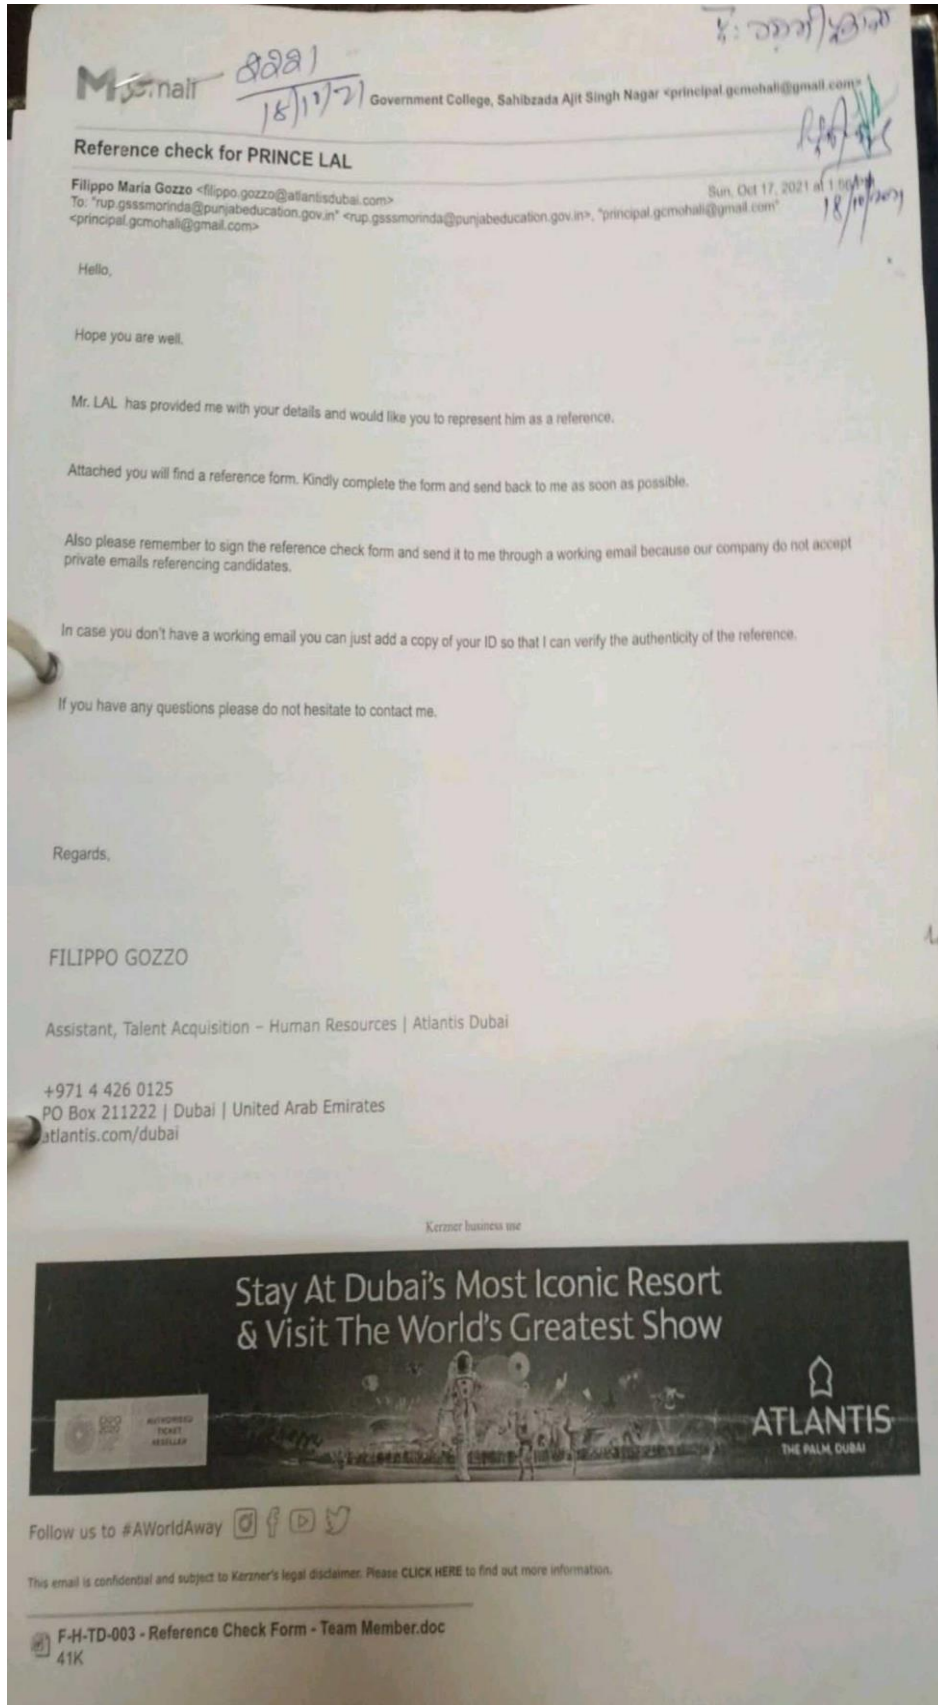 2221
18/11/21
Government College, Sahibzada Ajit Singh Nagar <principal.gcmohali@gmail.com>
Reference check for PRINCE LAL
Filippo Maria Gozzo <filippo.gozzo@atlantisdubai.com>
Sun, Oct 17, 2021 at
To: "rup.gsssmorinda@punjabeducation.gov.in" <rup.gsssmorinda@punjabeducation.gov.in>, "principal.gcmohali@gmail.com"
<principal.gcmohali@gmail.com>
18/10/2021
Hello,
Hope you are well.
Mr. LAL has provided me with your details and would like you to represent him as a reference.
Attached you will find a reference form. Kindly complete the form and send back to me as soon as possible.
Also please remember to sign the reference check form and send it to me through a working email because our company do not accept
private emails referencing candidates.
In case you don't have a working email you can just add a copy of your ID so that I can verify the authenticity of the reference.
If you have any questions please do not hesitate to contact me.
Regards,
FILIPPO GOZZO
Assistant, Talent Acquisition – Human Resources | Atlantis Dubai
+971 4 426 0125
PO Box 211222 | Dubai | United Arab Emirates
atlantis.com/dubai
Kerzner business use
Stay At Dubai's Most Iconic Resort
& Visit The World's Greatest Show
AUTHORISED
TICKET
RESELLER
ATLANTIS
THE PALM, DUBAI
Follow us to #AWorldAway
This email is confidential and subject to Kerzner's legal disclaimer. Please CLICK HERE to find out more information.
F-H-TD-003 - Reference Check Form - Team Member.doc
41K